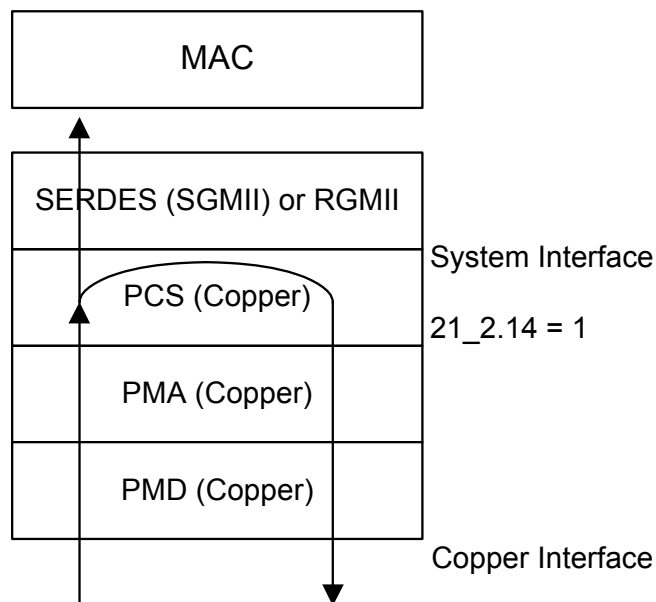 MAC
SERDES (SGMII) or RGMII
System Interface
PCS (Copper)
21_2.14 = 1
PMA (Copper)
PMD (Copper)
Copper Interface